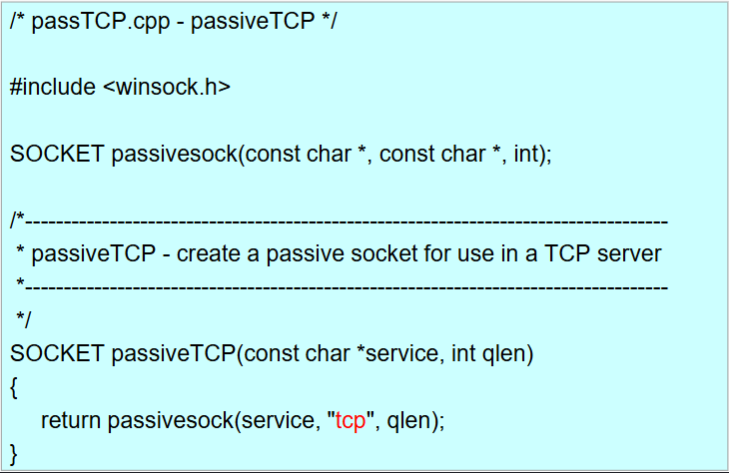 /* passTCP.cpp - passiveTCP */
#include <winsock.h>
SOCKET passivesock(const char *, const char *, int);
/*------------------------------------------------------------------------------------
* passiveTCP - create a passive socket for use in a TCP server
*------------------------------------------------------------------------------------
*/
SOCKET passiveTCP(const char *service, int qlen)
{
return passivesock(service, "tcp", qlen);
}